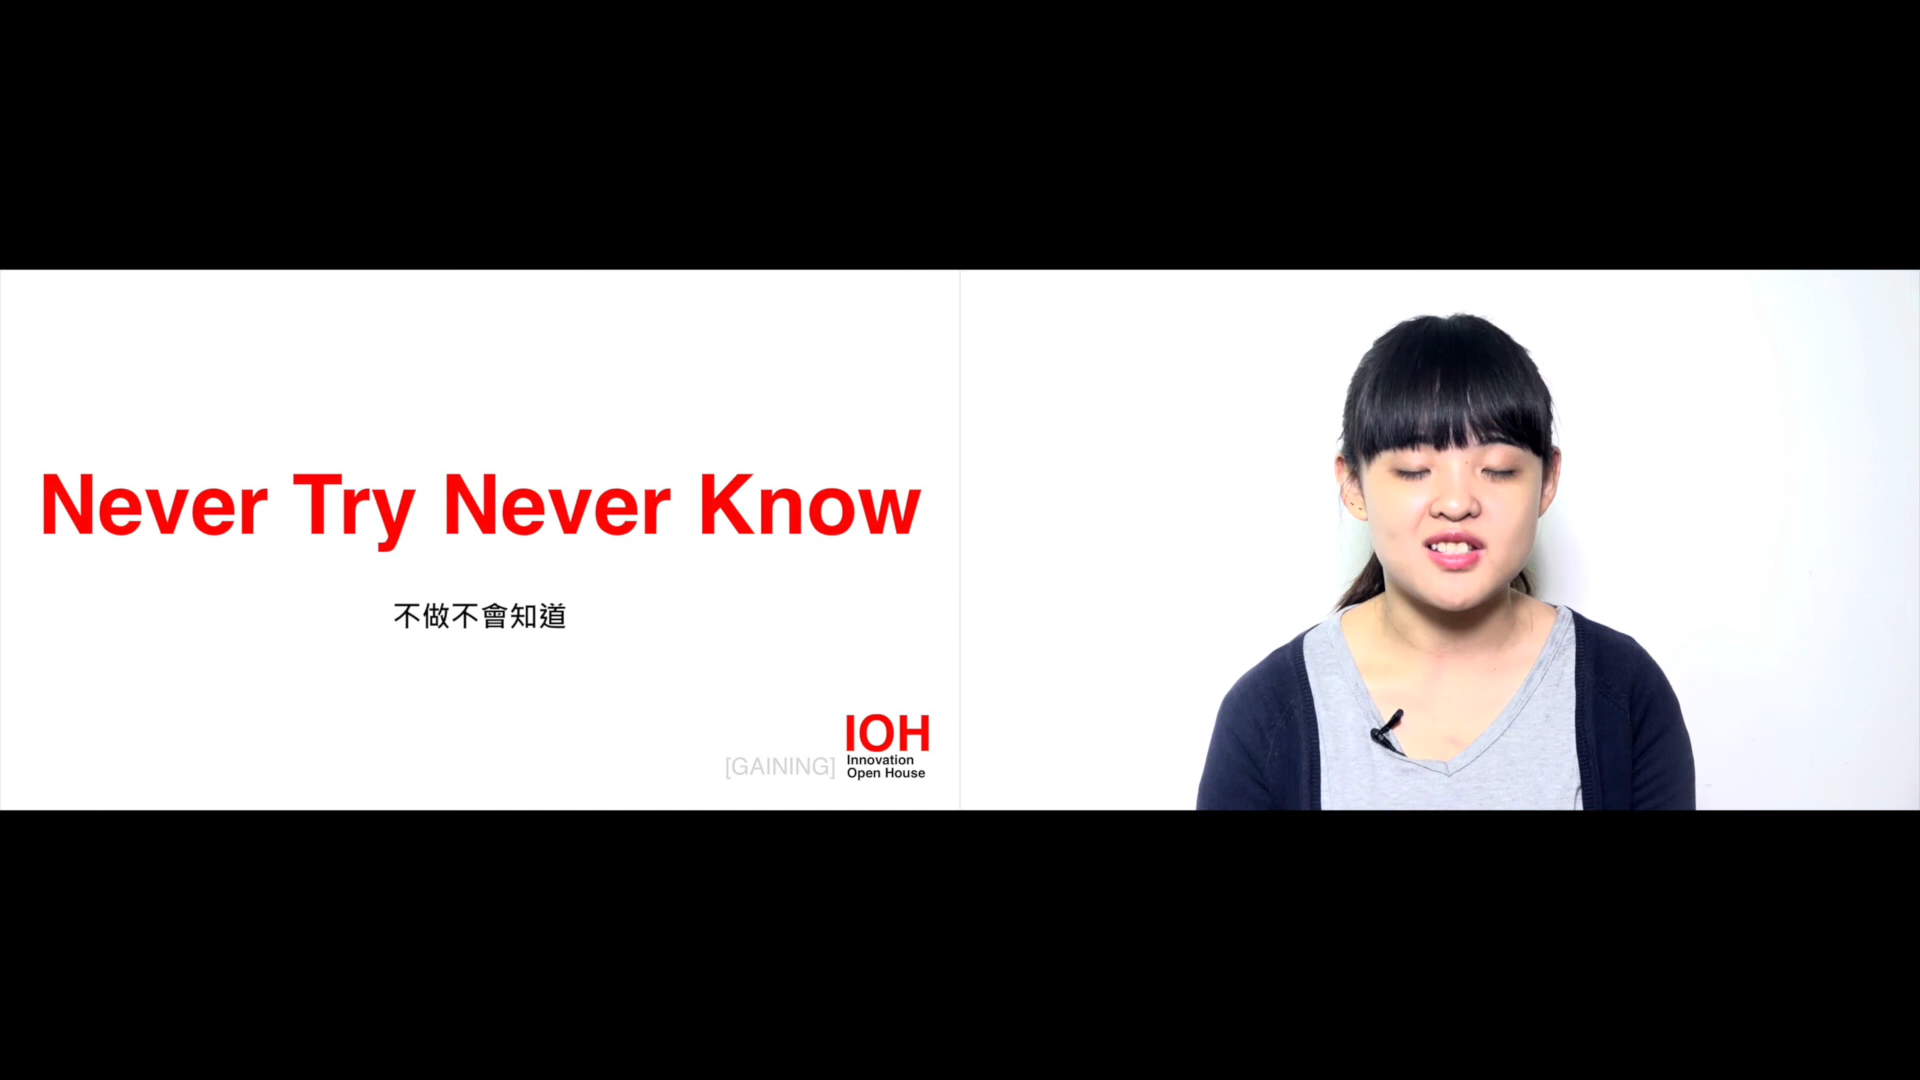 Never Try Never Know
不做不會知道
[GAINING]
IOH
Innovation
Open House